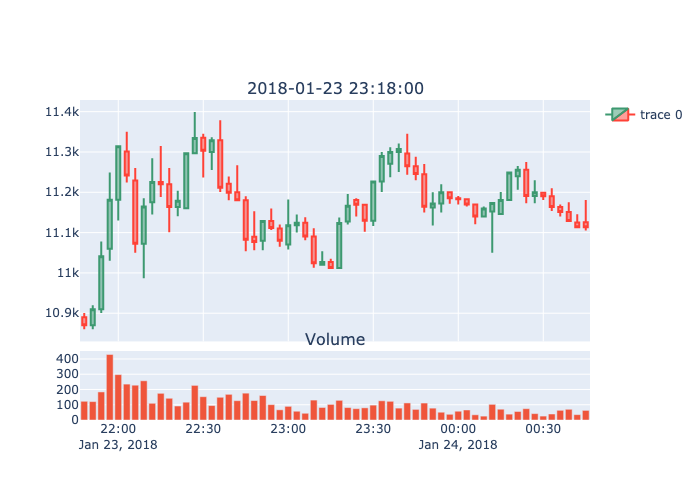 2018-01-23 23:18:00
trace 0
11.4k
11.3k
11.2k
11.1k
11k
10.9k
Volume
400
300
200
100
0
22:00 22:30 23:00 23:30 00:00 00:30
Jan 23, 2018 Jan 24, 2018